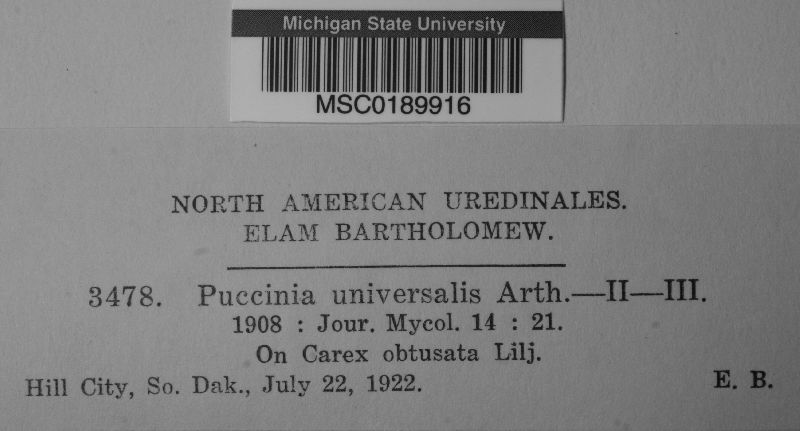 Michigan State University
MSC0189916
NORTH AMERICAN UREDINALES.
ELAM BARTHOLOMEW.
3478. Puccinia universalis Arth.—II—III.
1908 : Jour. Mycol. 14 : 21.
On Carex obtusata Lilj.
Hill City, So. Dak., July 22, 1922. E. B.